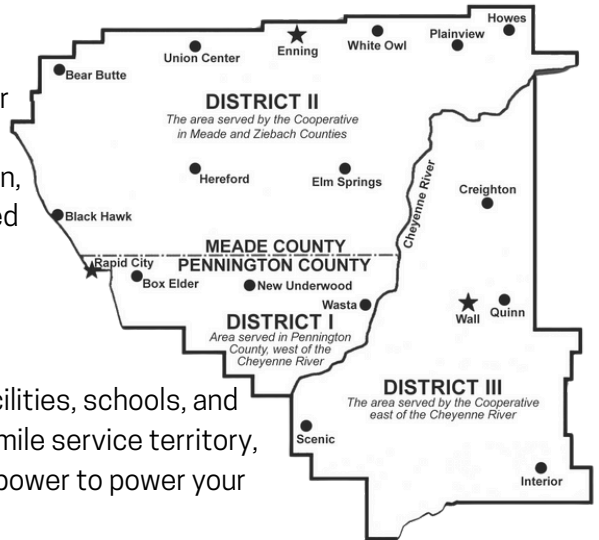 Howes
Plainview
White Owl
Enning
Union Center
Bear Butte
DISTRICT II
The area served by the Cooperative
in Meade and Ziebach Counties
Hereford
Elm Springs
Cheyenne River
Creighton
Black Hawk
MEADE COUNTY
PENNINGTON COUNTY
Rapid City
Box Elder
New Underwood
Wasta
Wall
Quinn
DISTRICT I
Area served in Pennington
County, west of the
Cheyenne River
DISTRICT III
The area served by the Cooperative
east of the Cheyenne River
Scenic
Interior
r
n,
ed
cilities, schools, and
mile service territory,
power to power your